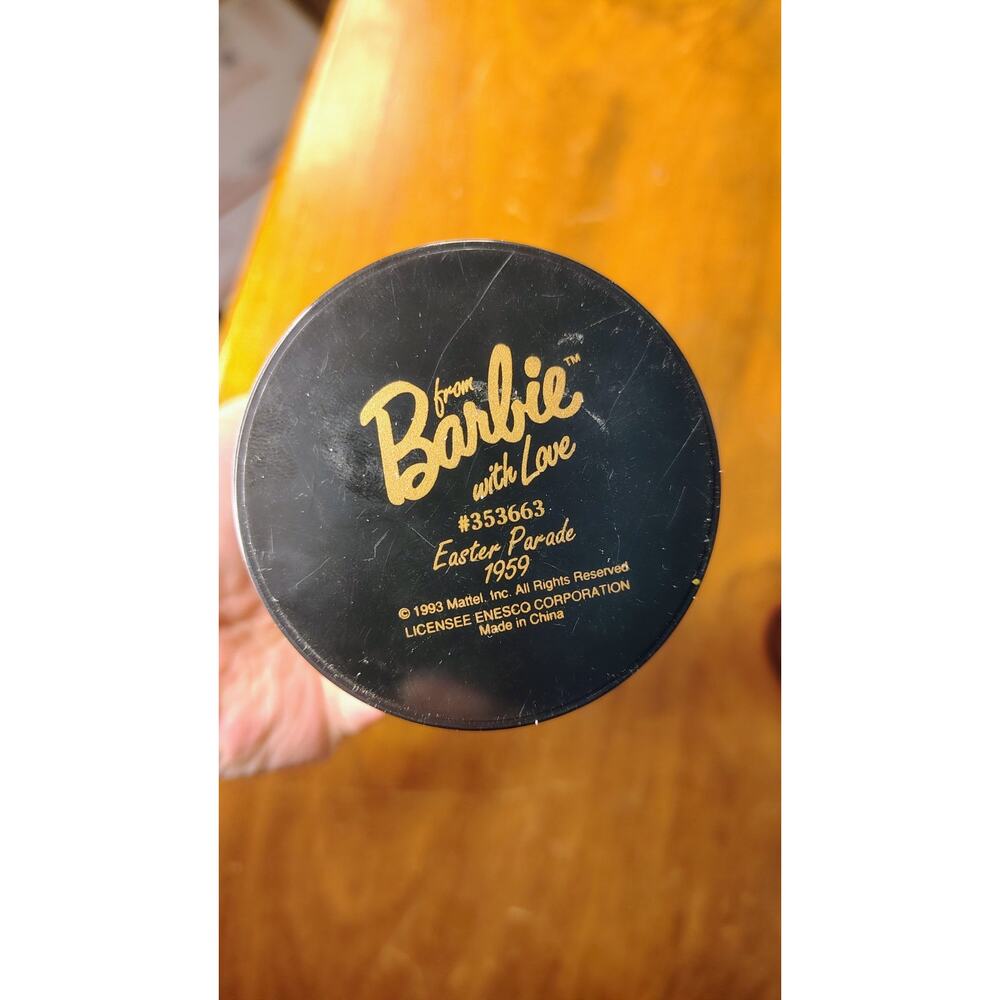 from
Barbie™
with Love
#353663
Easter Parade
1959
© 1993 Mattel, Inc. All Rights Reserved
LICENSEE ENESCO CORPORATION
Made in China